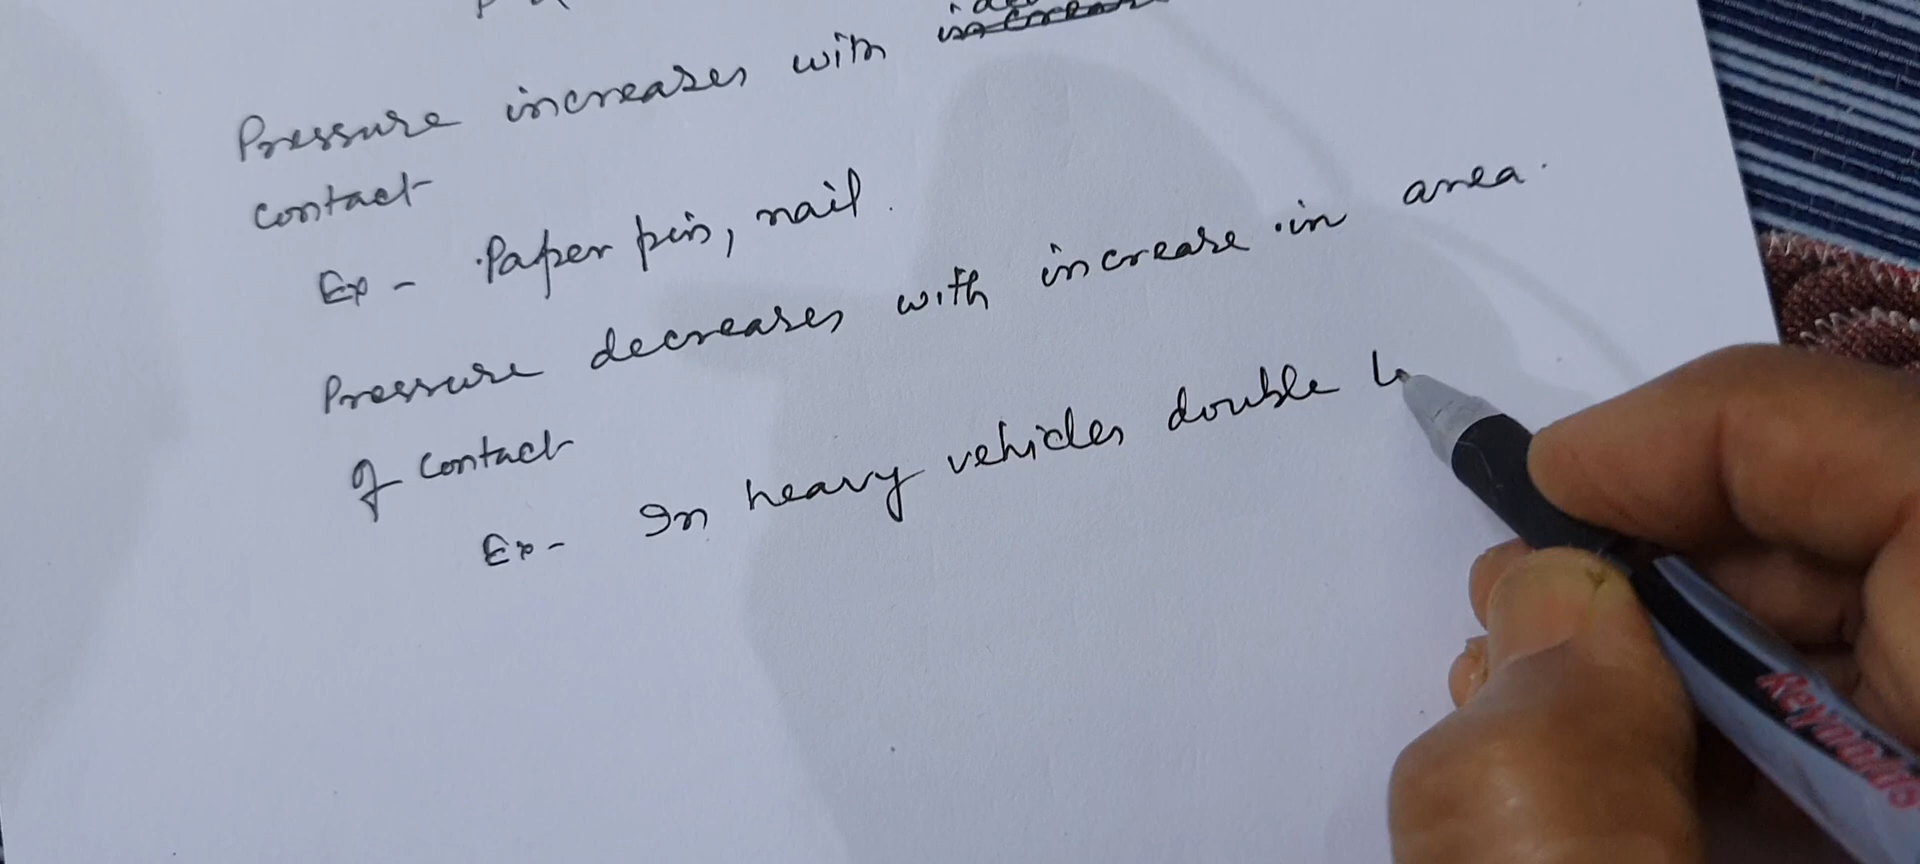 Pressure increases with
contact
Ex - Paper pin, nail.
Pressure decreases with increase in area.
of contact
Ex - In heavy vehicles double
Reynolds